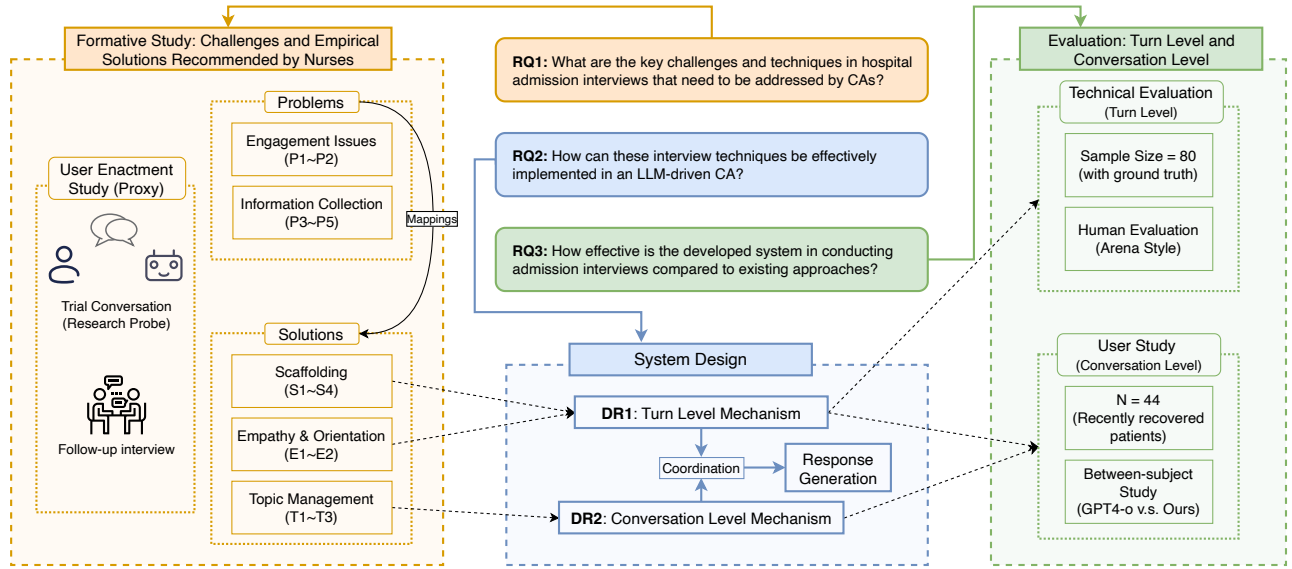 Formative Study: Challenges and Empirical
Solutions Recommended by Nurses
User Enactment
Study (Proxy)
Trial Conversation
(Research Probe)
Follow-up interview
Problems
Engagement Issues
(P1~P2)
Information Collection
(P3~P5)
Mappings
Solutions
Scaffolding
(S1~S4)
Empathy & Orientation
(E1~E2)
Topic Management
(T1~T3)
RQ1: What are the key challenges and techniques in hospital
admission interviews that need to be addressed by CAs?
RQ2: How can these interview techniques be effectively
implemented in an LLM-driven CA?
RQ3: How effective is the developed system in conducting
admission interviews compared to existing approaches?
System Design
DR1: Turn Level Mechanism
Coordination
Response
Generation
DR2: Conversation Level Mechanism
Evaluation: Turn Level and
Conversation Level
Technical Evaluation
(Turn Level)
Sample Size = 80
(with ground truth)
Human Evaluation
(Arena Style)
User Study
(Conversation Level)
N = 44
(Recently recovered
patients)
Between-subject
Study
(GPT4-o v.s. Ours)